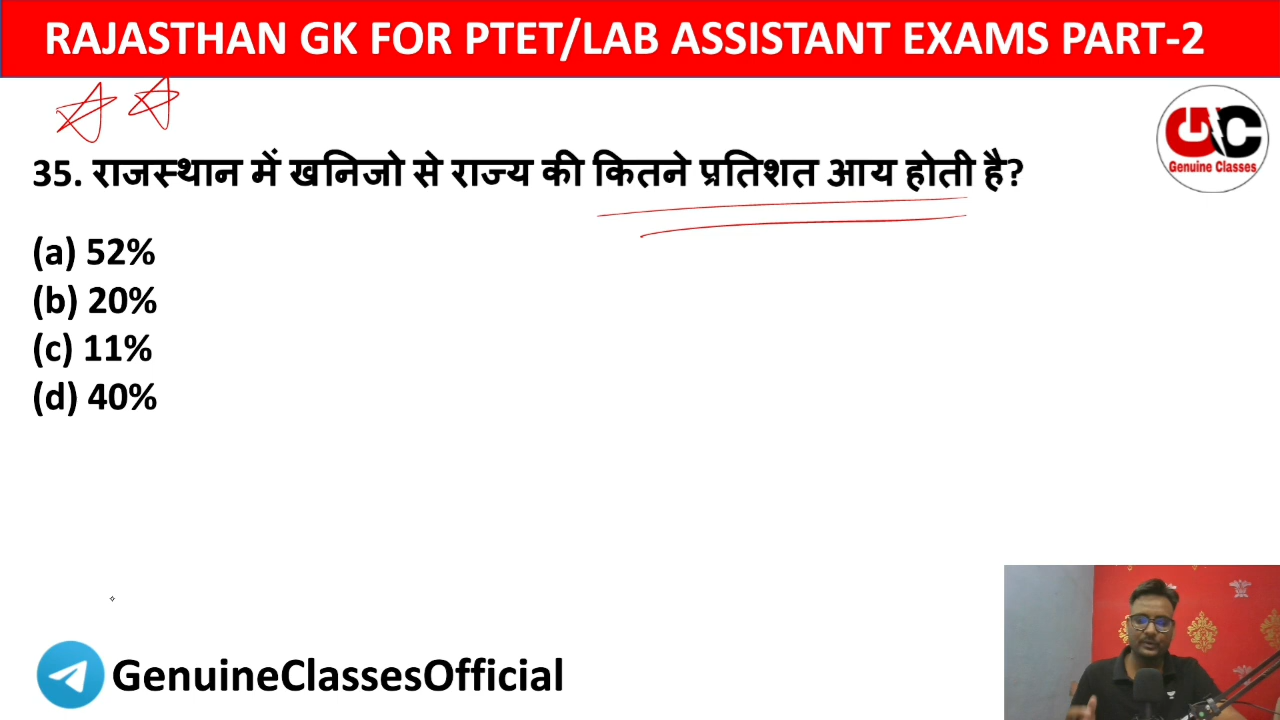 RAJASTHAN GK FOR PTET/LAB ASSISTANT EXAMS PART-2
GC
Genuine Classes
35. राजस्थान में खनिजो से राज्य की कितने प्रतिशत आय होती है?
(a) 52%
(b) 20%
(c) 11%
(d) 40%
GenuineClassesOfficial